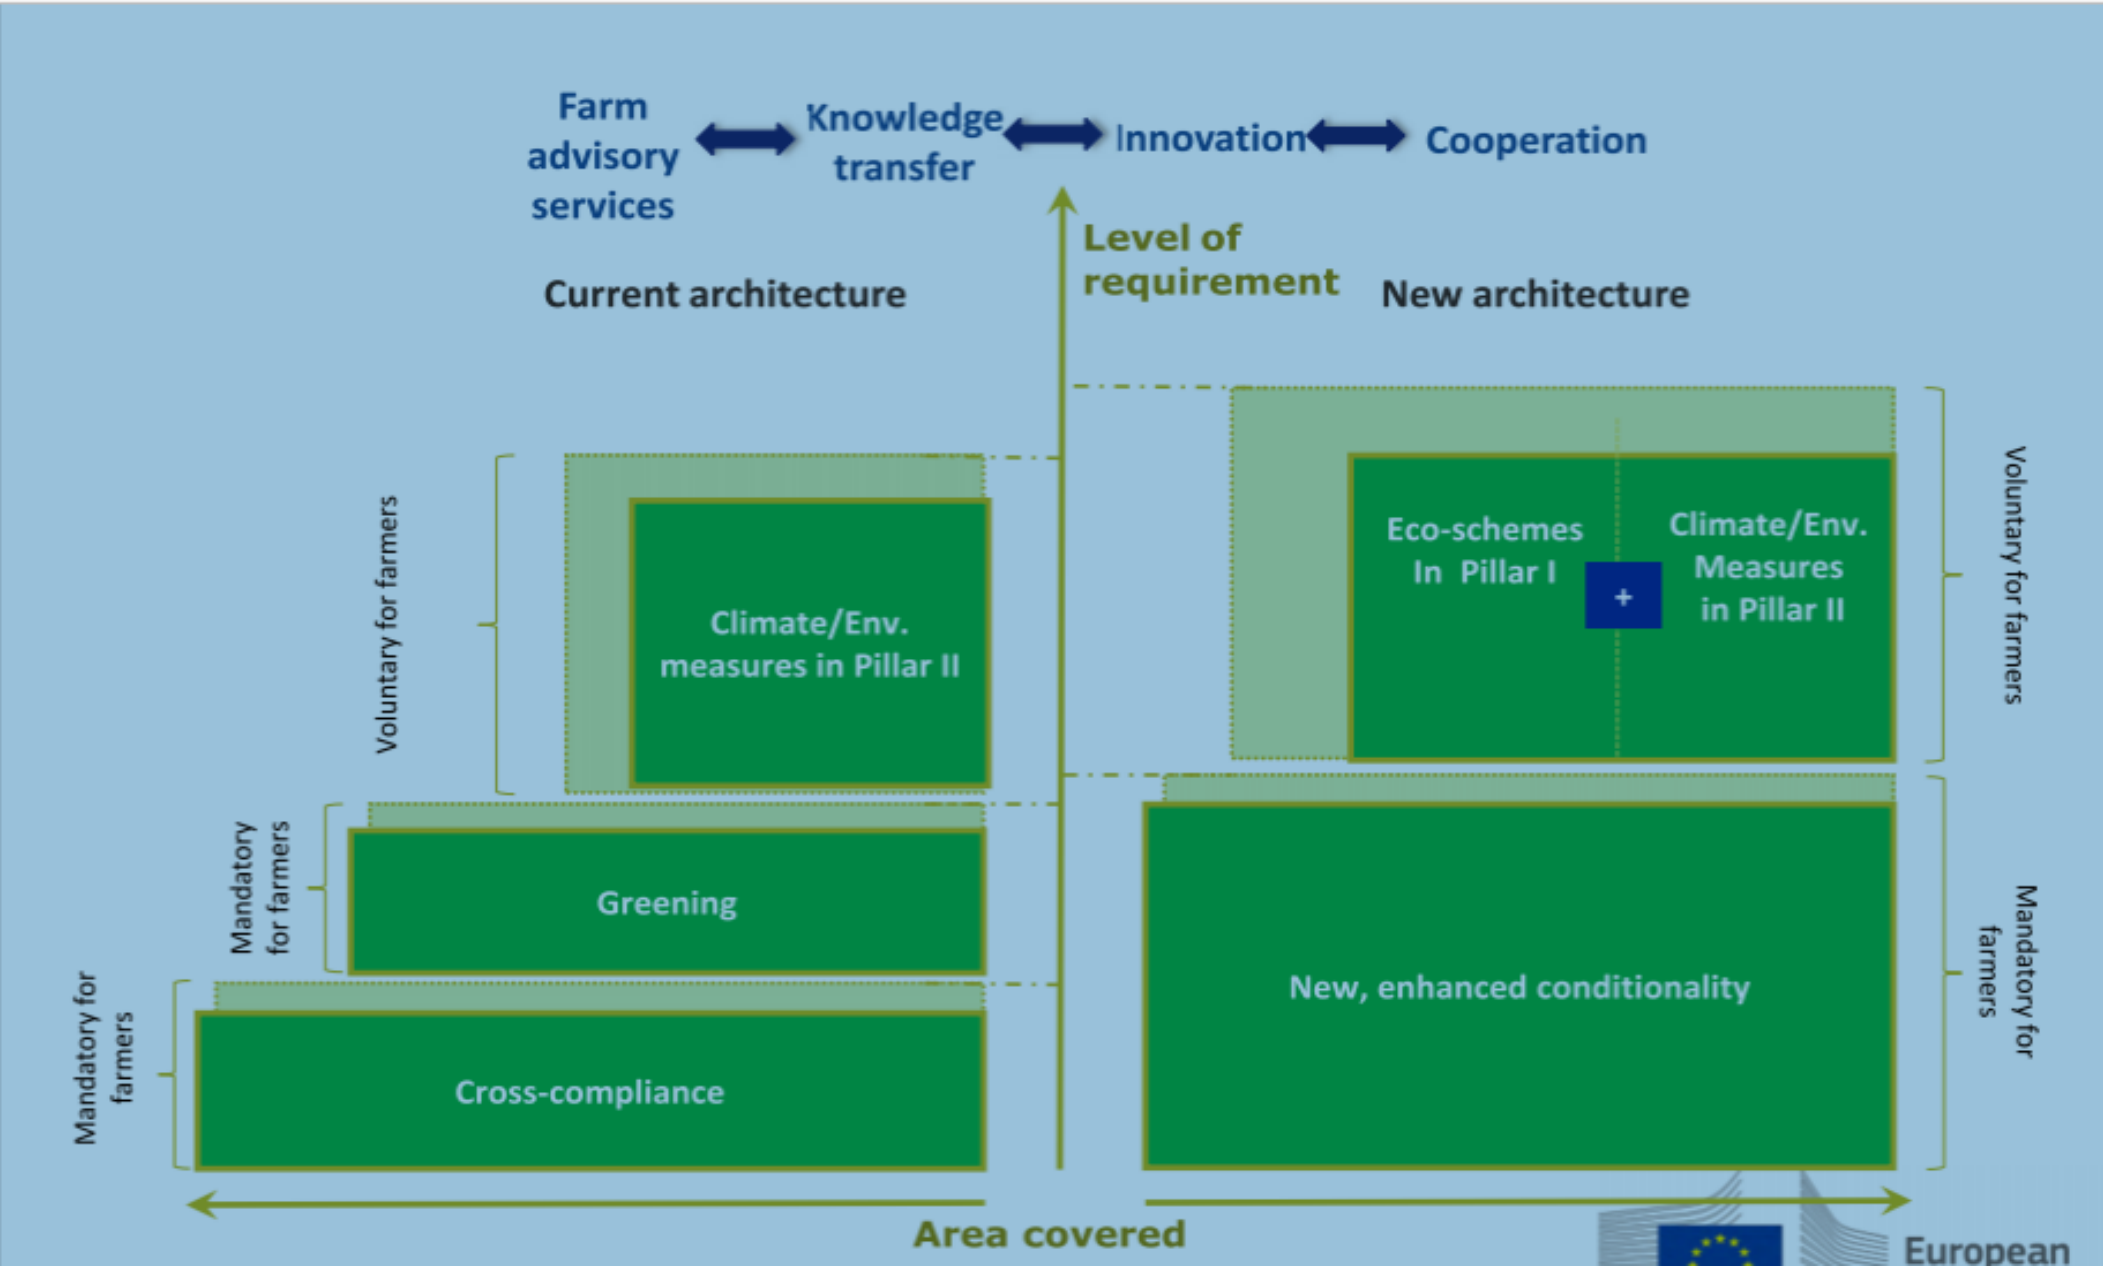 Farm
advisory
services
Knowledge
transfer
Innovation
Cooperation
Level of
requirement
Current architecture
New architecture
Voluntary for farmers
Climate/Env.
measures in Pillar II
Mandatory
for farmers
Greening
Mandatory for
farmers
Cross-compliance
Eco-schemes
In Pillar I
+
Climate/Env.
Measures
in Pillar II
Voluntary for farmers
New, enhanced conditionality
Mandatory for
farmers
Area covered
European